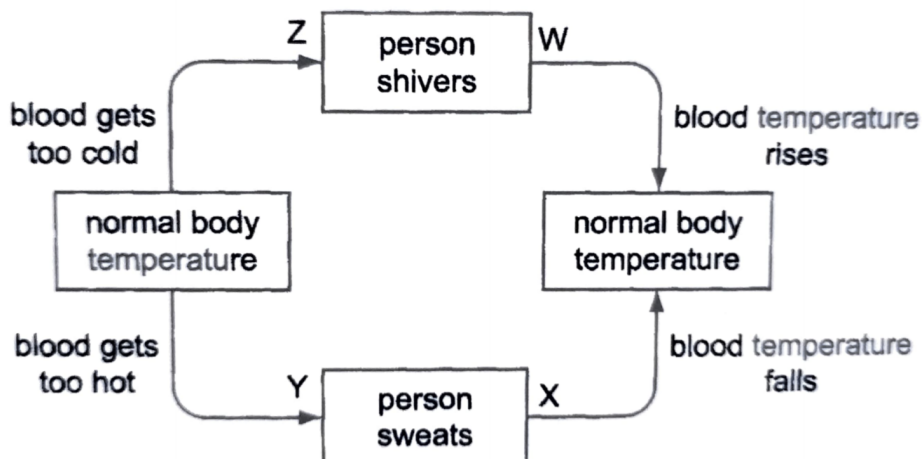 Z
person
shivers
W
blood gets
too cold
blood temperature
rises
normal body
temperature
normal body
temperature
blood gets
too hot
blood temperature
falls
Y
person
sweats
X